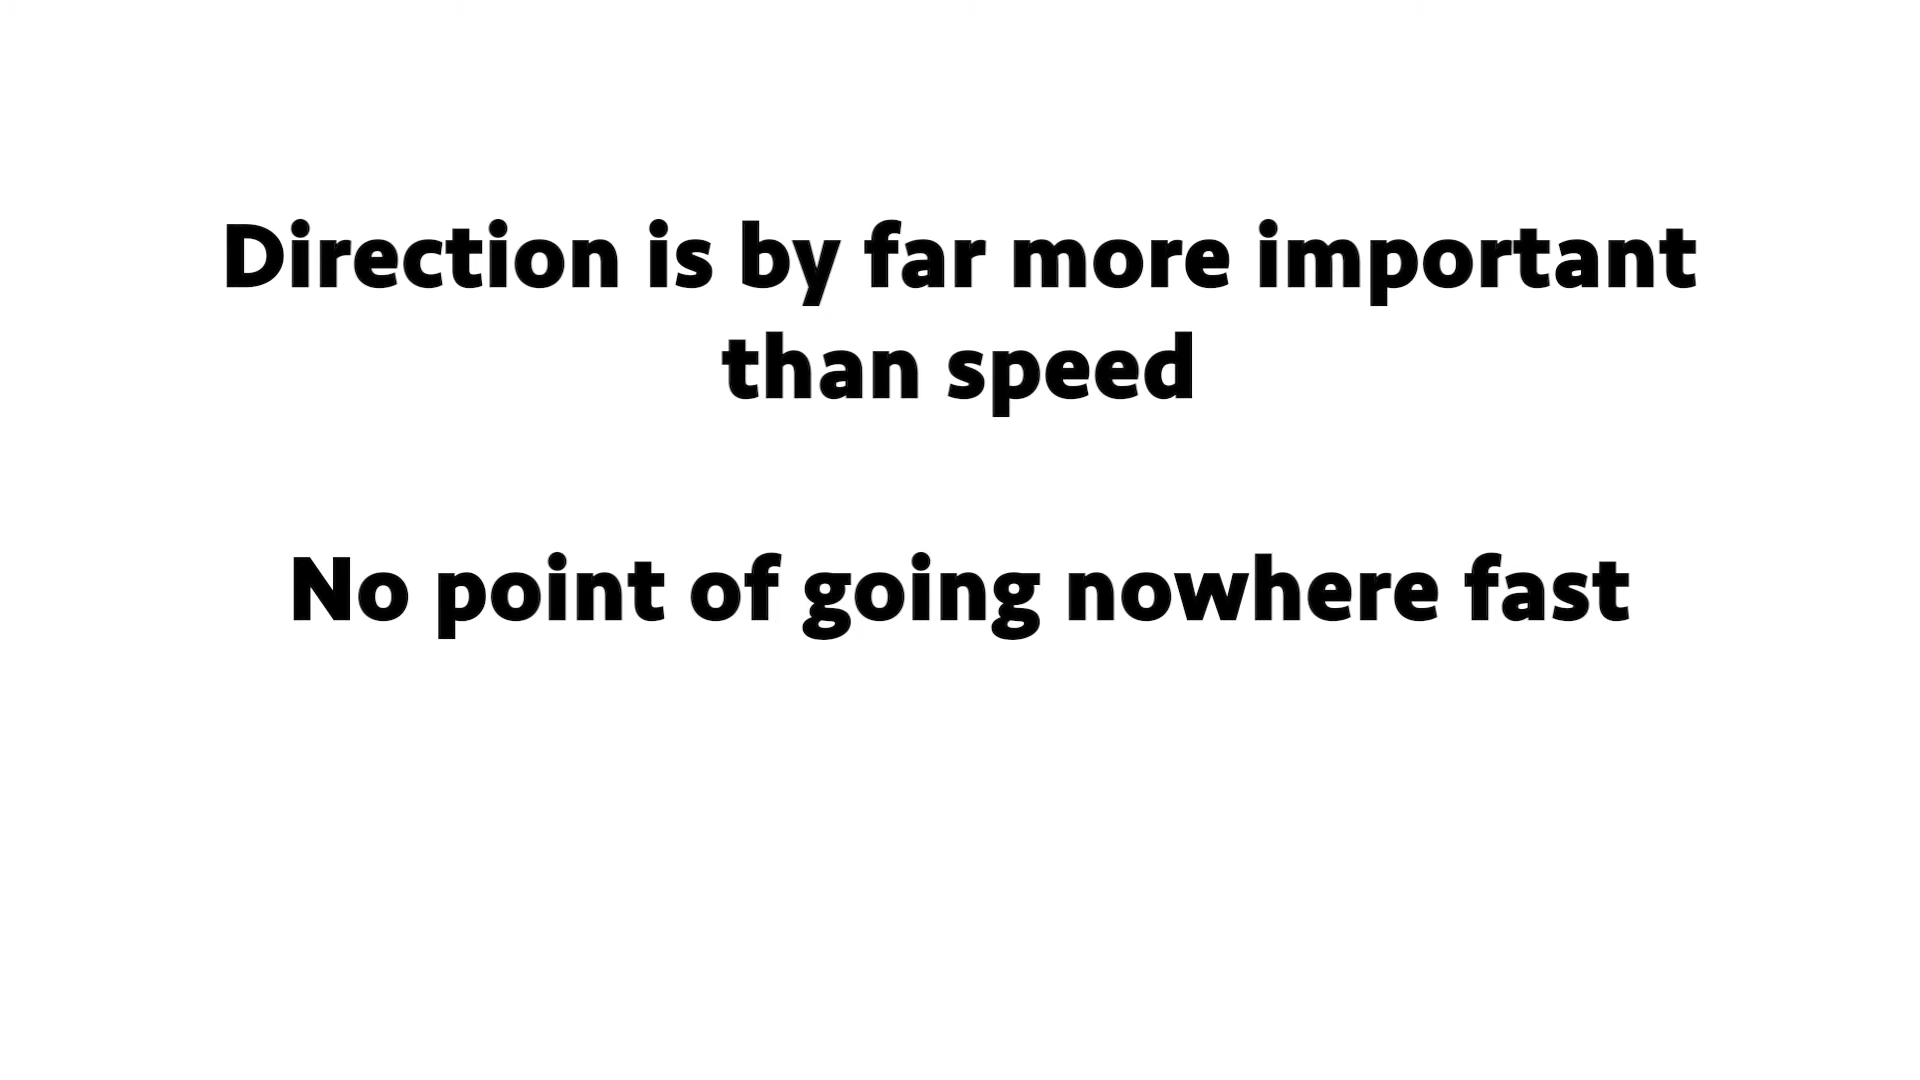 Direction is by far more important
than speed
No point of going nowhere fast